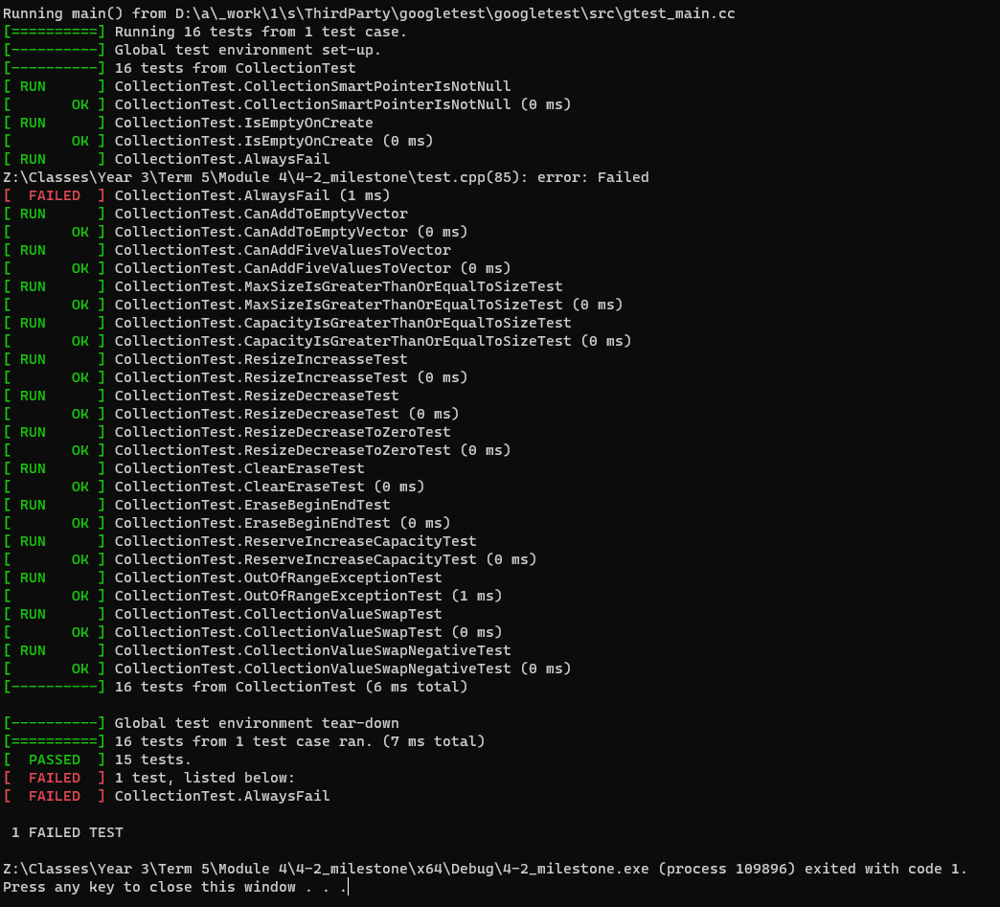 Running main() from D:\a\_work\1\s\ThirdParty\googletest\googletest\src\gtest_main.cc
[==========] Running 16 tests from 1 test case.
[----------] Global test environment set-up.
[----------] 16 tests from CollectionTest
[ RUN      ] CollectionTest.CollectionSmartPointerIsNotNull
[       OK ] CollectionTest.CollectionSmartPointerIsNotNull (0 ms)
[ RUN      ] CollectionTest.IsEmptyOnCreate
[       OK ] CollectionTest.IsEmptyOnCreate (0 ms)
[ RUN      ] CollectionTest.AlwaysFail
Z:\Classes\Year 3\Term 5\Module 4\4-2_milestone\test.cpp(85): error: Failed
[  FAILED  ] CollectionTest.AlwaysFail (1 ms)
[ RUN      ] CollectionTest.CanAddToEmptyVector
[       OK ] CollectionTest.CanAddToEmptyVector (0 ms)
[ RUN      ] CollectionTest.CanAddFiveValuesToVector
[       OK ] CollectionTest.CanAddFiveValuesToVector (0 ms)
[ RUN      ] CollectionTest.MaxSizeIsGreaterThanOrEqualToSizeTest
[       OK ] CollectionTest.MaxSizeIsGreaterThanOrEqualToSizeTest (0 ms)
[ RUN      ] CollectionTest.CapacityIsGreaterThanOrEqualToSizeTest
[       OK ] CollectionTest.CapacityIsGreaterThanOrEqualToSizeTest (0 ms)
[ RUN      ] CollectionTest.ResizeIncreasseTest
[       OK ] CollectionTest.ResizeIncreasseTest (0 ms)
[ RUN      ] CollectionTest.ResizeDecreaseTest
[       OK ] CollectionTest.ResizeDecreaseTest (0 ms)
[ RUN      ] CollectionTest.ResizeDecreaseToZeroTest
[       OK ] CollectionTest.ResizeDecreaseToZeroTest (0 ms)
[ RUN      ] CollectionTest.ClearEraseTest
[       OK ] CollectionTest.ClearEraseTest (0 ms)
[ RUN      ] CollectionTest.EraseBeginEndTest
[       OK ] CollectionTest.EraseBeginEndTest (0 ms)
[ RUN      ] CollectionTest.ReserveIncreaseCapacityTest
[       OK ] CollectionTest.ReserveIncreaseCapacityTest (0 ms)
[ RUN      ] CollectionTest.OutOfRangeExceptionTest
[       OK ] CollectionTest.OutOfRangeExceptionTest (1 ms)
[ RUN      ] CollectionTest.CollectionValueSwapTest
[       OK ] CollectionTest.CollectionValueSwapTest (0 ms)
[ RUN      ] CollectionTest.CollectionValueSwapNegativeTest
[       OK ] CollectionTest.CollectionValueSwapNegativeTest (0 ms)
[----------] 16 tests from CollectionTest (6 ms total)
[----------] Global test environment tear-down
[==========] 16 tests from 1 test case ran. (7 ms total)
[  PASSED  ] 15 tests.
[  FAILED  ] 1 test, listed below:
[  FAILED  ] CollectionTest.AlwaysFail
1 FAILED TEST
Z:\Classes\Year 3\Term 5\Module 4\4-2_milestone\x64\Debug\4-2_milestone.exe (process 109896) exited with code 1.
Press any key to close this window . . .